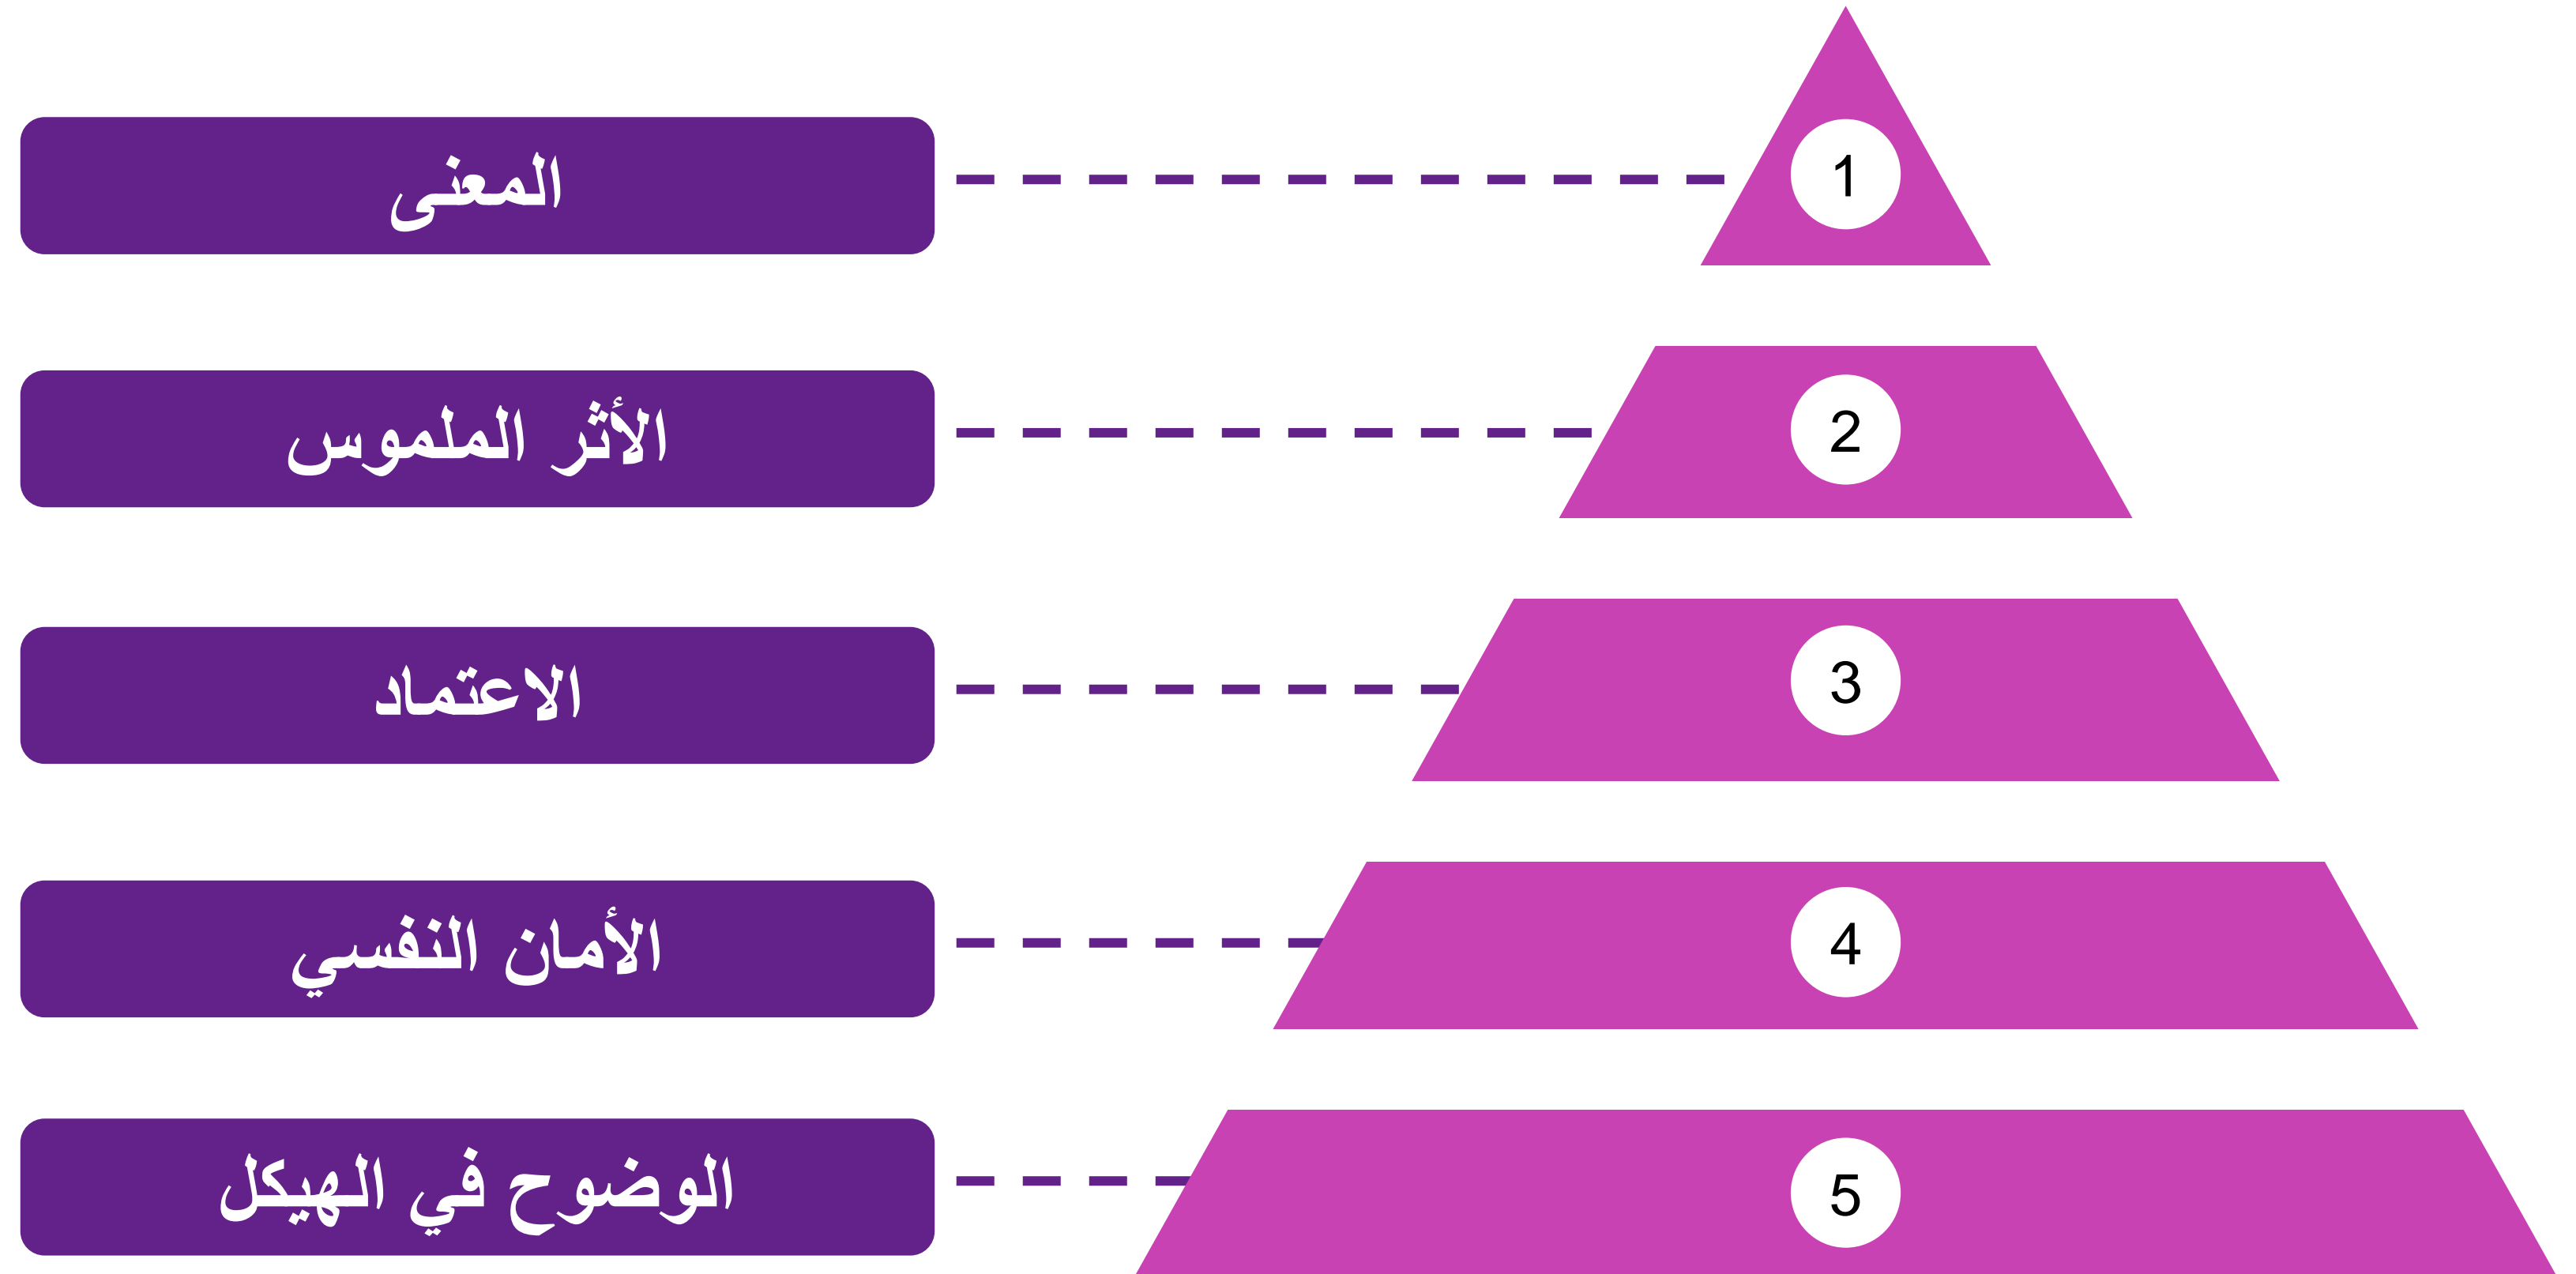 المعنى
1
الأثر الملموس
2
الاعتماد
3
الأمان النفسي
4
الوضوح في الهيكل
5